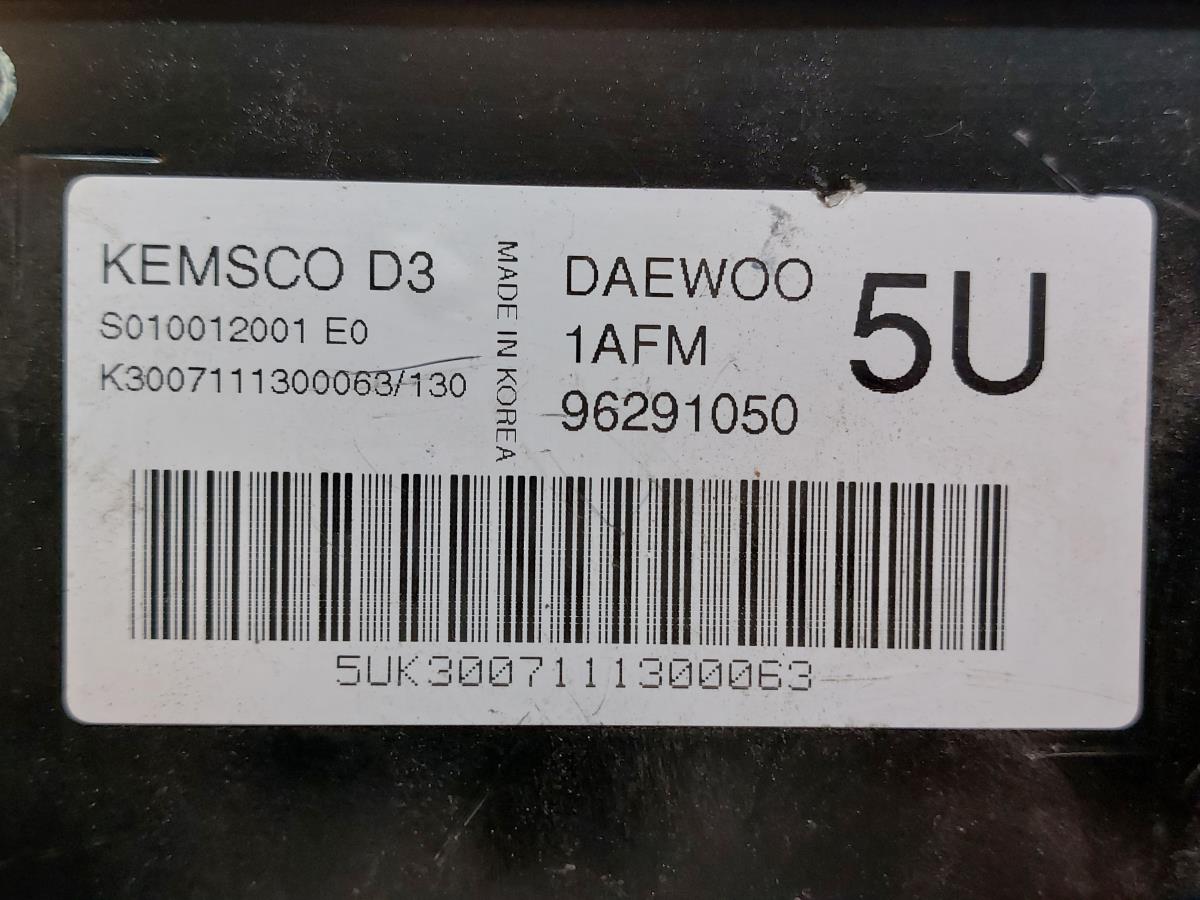 KEMSCO D3
S010012001 E0
K3007111300063/130
MADE IN KOREA
DAEWOO
1AFM
96291050
5U
5UK3007111300063